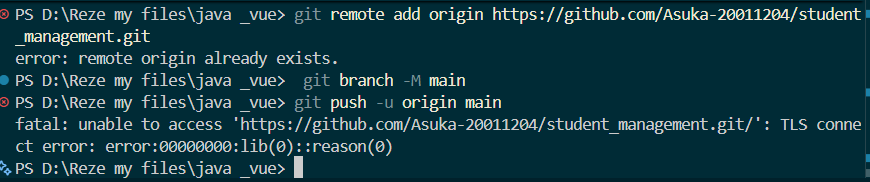 PS D:\Reze my files\java _vue> git remote add origin https://github.com/Asuka-20011204/student
_management.git
error: remote origin already exists.
PS D:\Reze my files\java _vue>  git branch -M main
PS D:\Reze my files\java _vue> git push -u origin main
fatal: unable to access 'https://github.com/Asuka-20011204/student_management.git/': TLS conne
ct error: error:00000000:lib(0)::reason(0)
PS D:\Reze my files\java _vue>